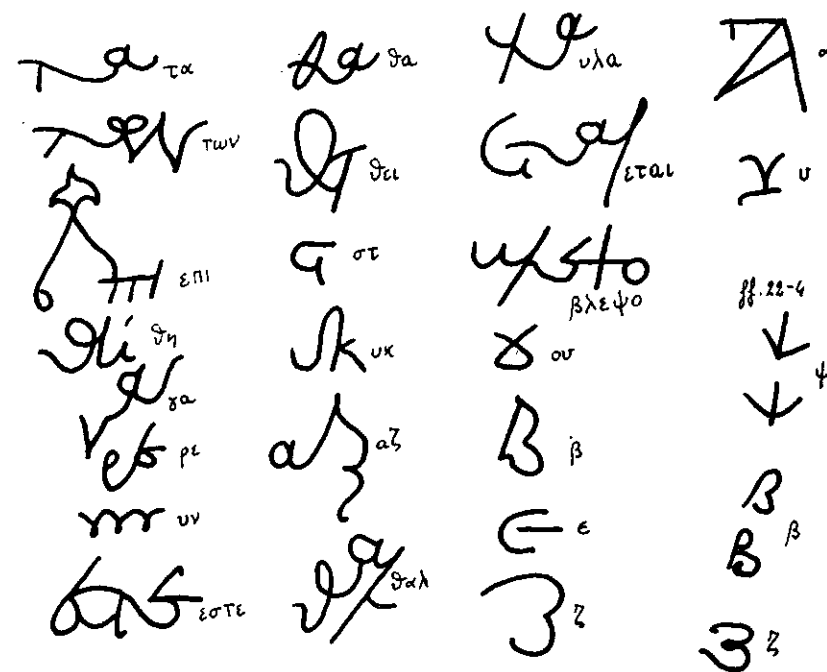 τα θα υλα α
των θει εται υ
επι στ βλεψο ff. 22-4
θη υκ ου ψ
γα
ρε αζ β β
υν ε
εστε θαλ ζ ζ